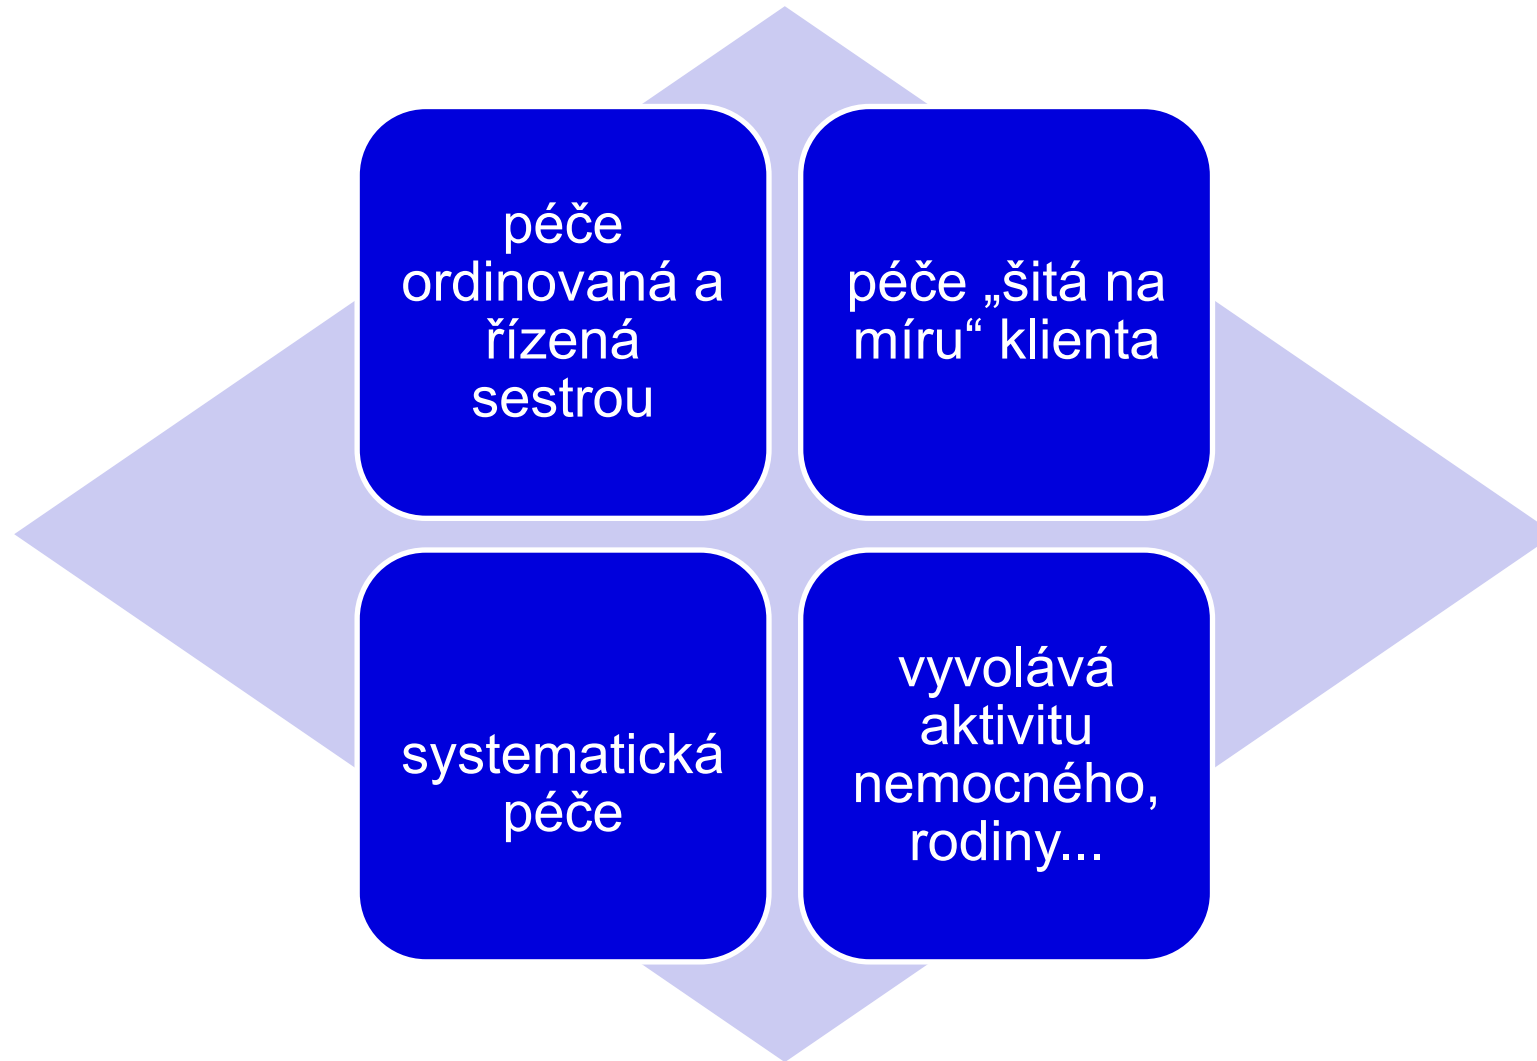 péče
ordinovaná a
řízená
sestrou
péče „šitá na
míru“ klienta
systematická
péče
vyvolává
aktivitu
nemocného,
rodiny...